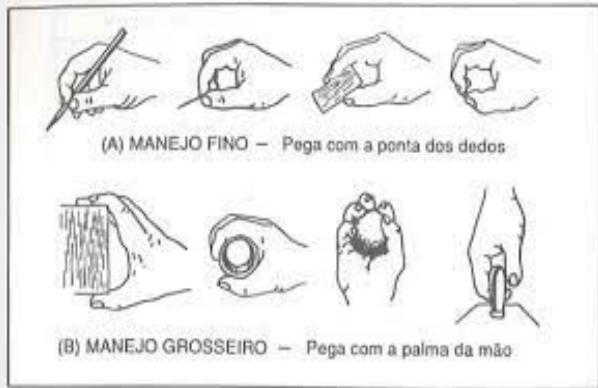 (A) MANEJO FINO – Pega com a ponta dos dedos
(B) MANEJO GROSSEIRO – Pega com a palma da mão